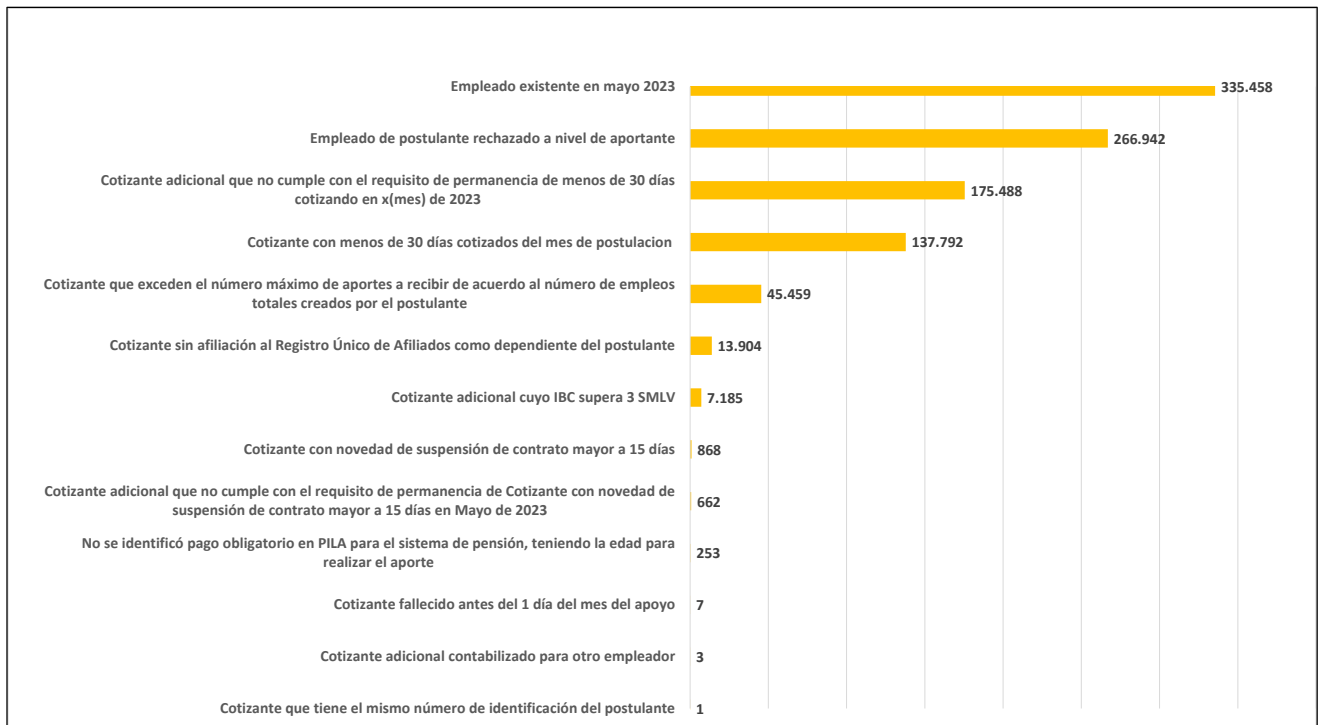 Empleado existente en mayo 2023
335.458
Empleado de postulante rechazado a nivel de aportante
266.942
Cotizante adicional que no cumple con el requisito de permanencia de menos de 30 días
cotizando en x(mes) de 2023
175.488
Cotizante con menos de 30 días cotizados del mes de postulacion
137.792
Cotizante que exceden el número máximo de aportes a recibir de acuerdo al número de empleos
totales creados por el postulante
45.459
Cotizante sin afiliación al Registro Único de Afiliados como dependiente del postulante
13.904
Cotizante adicional cuyo IBC supera 3 SMLV
7.185
Cotizante con novedad de suspensión de contrato mayor a 15 días
868
Cotizante adicional que no cumple con el requisito de permanencia de Cotizante con novedad de
suspensión de contrato mayor a 15 días en Mayo de 2023
662
No se identificó pago obligatorio en PILA para el sistema de pensión, teniendo la edad para
realizar el aporte
253
Cotizante fallecido antes del 1 día del mes del apoyo
7
Cotizante adicional contabilizado para otro empleador
3
Cotizante que tiene el mismo número de identificación del postulante
1